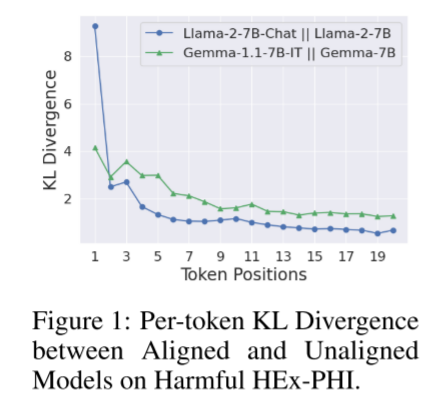 Llama-2-7B-Chat || Llama-2-7B
Gemma-1.1-7B-IT || Gemma-7B
KL Divergence
8
6
4
2
1 3 5 7 9 11 13 15 17 19
Token Positions
Figure 1: Per-token KL Divergence
between Aligned and Unaligned
Models on Harmful HEx-PHI.